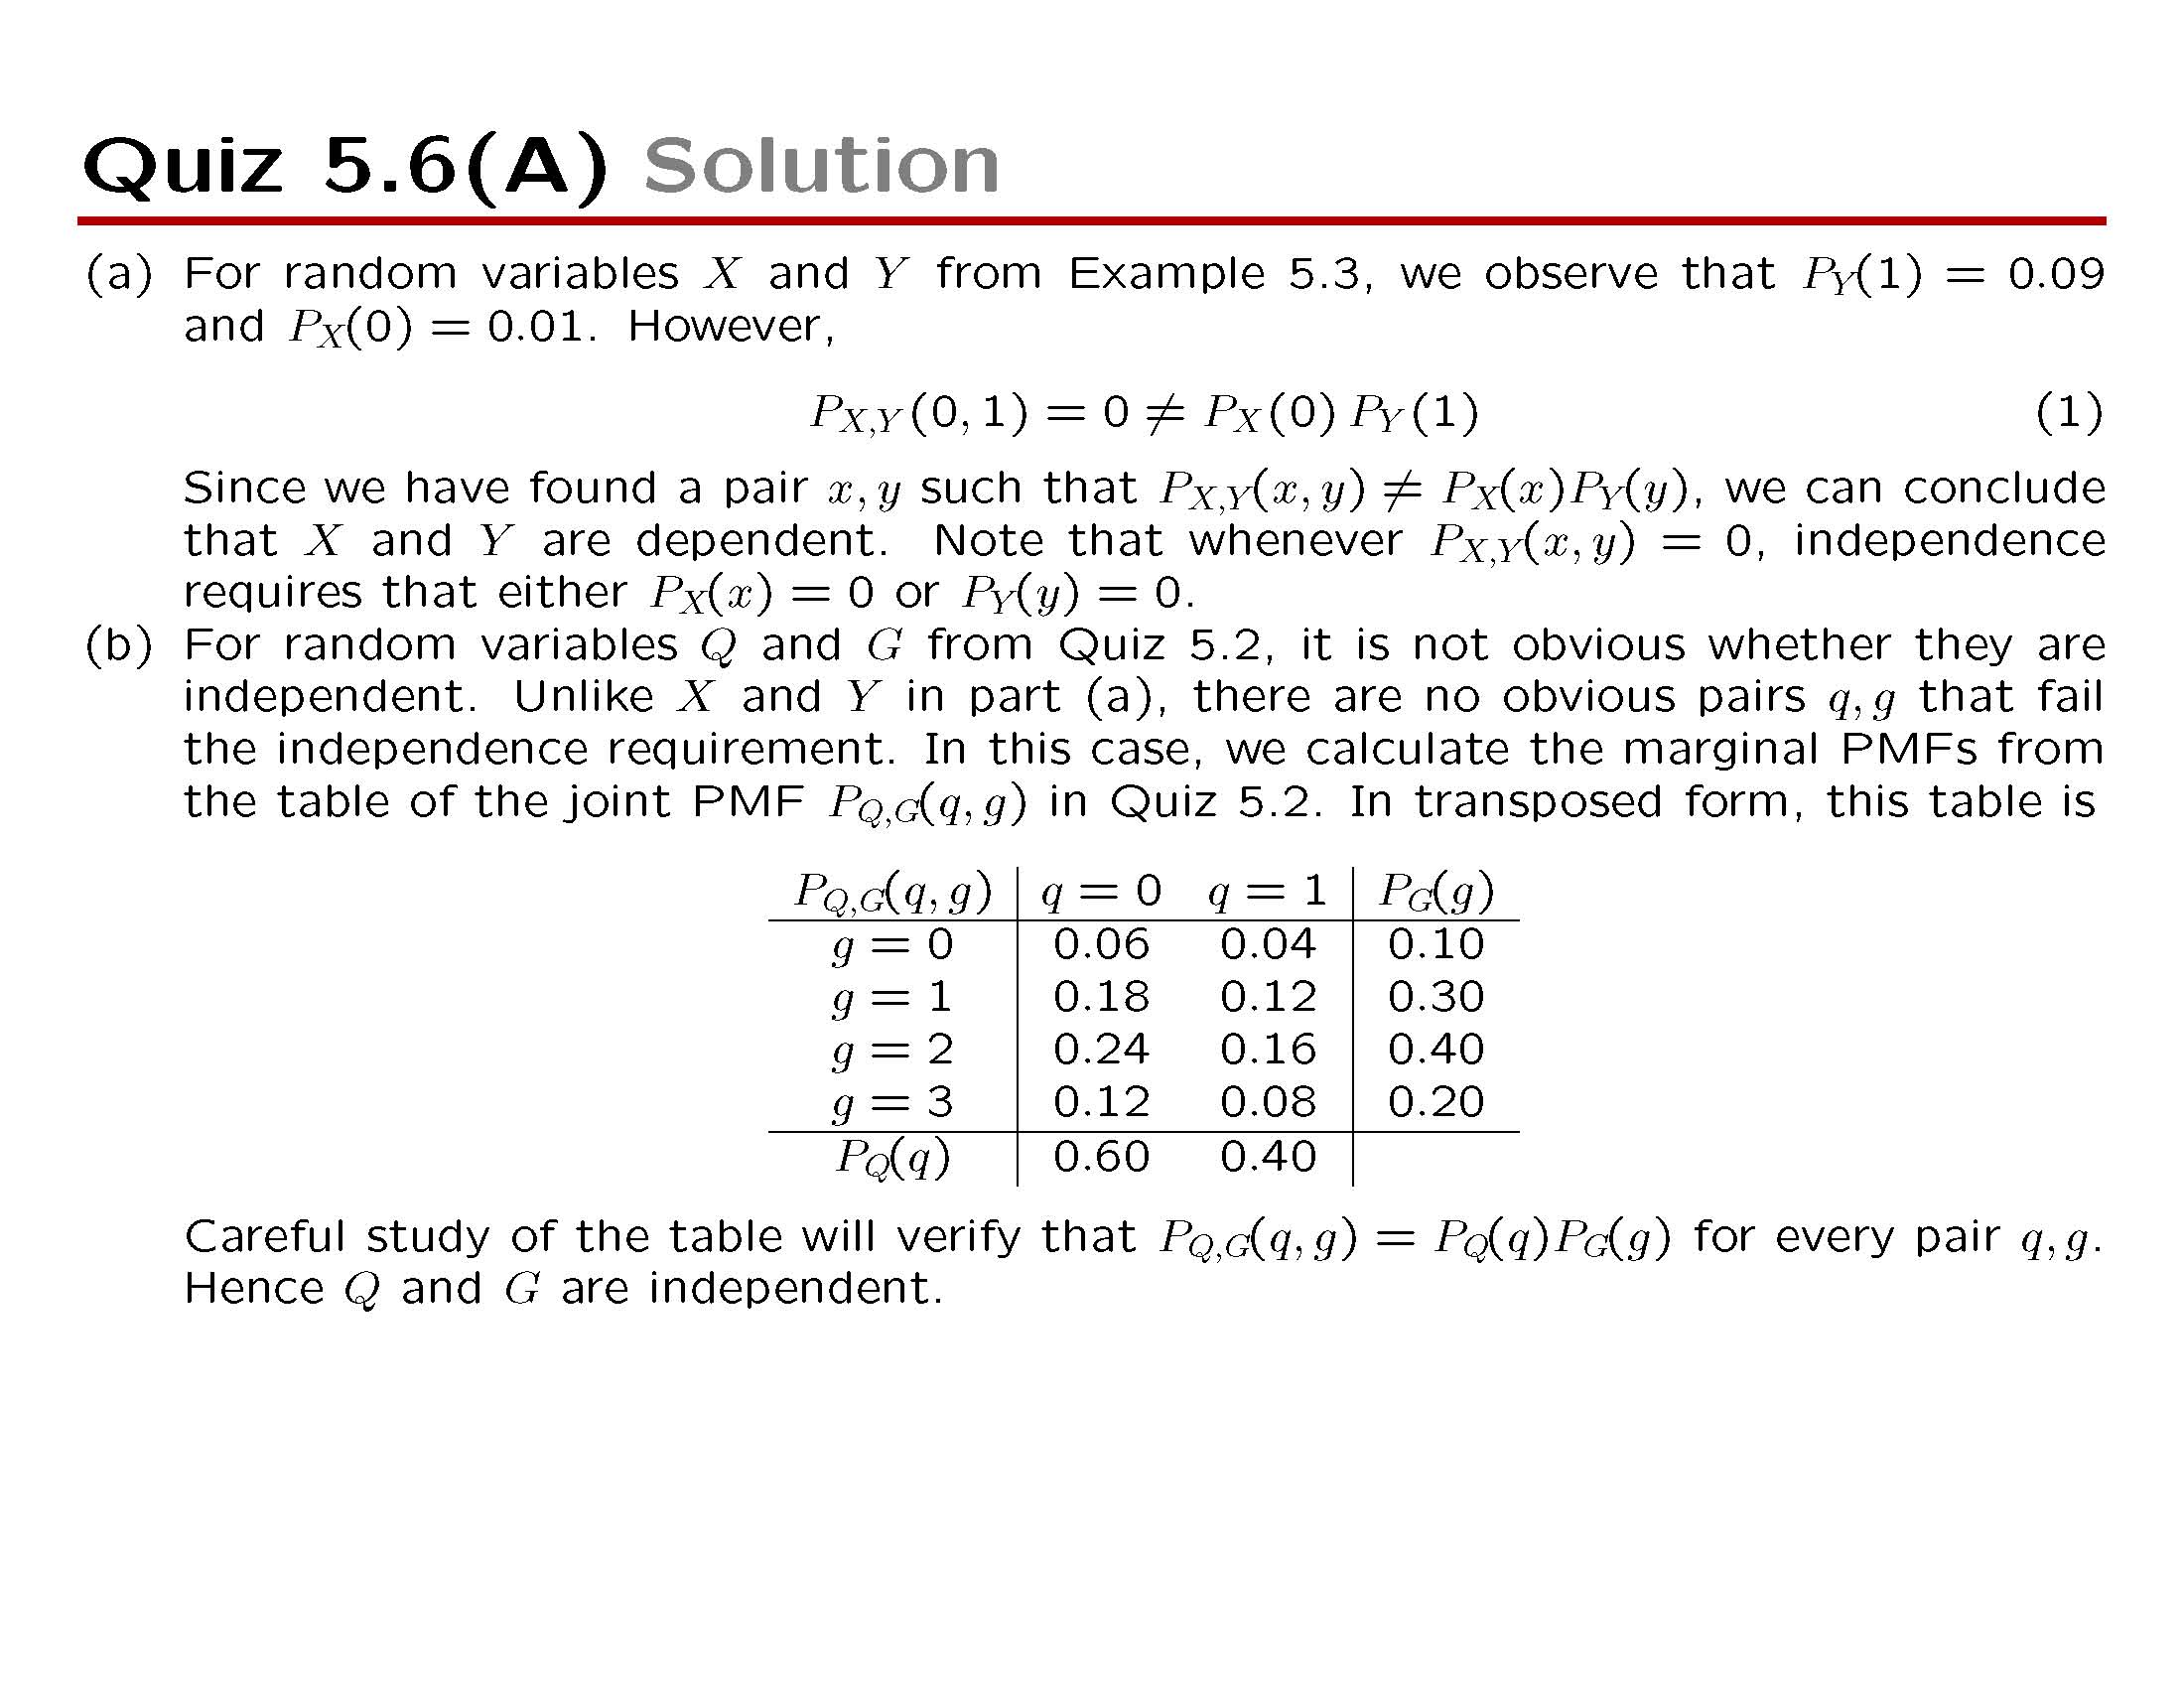 Quiz 5.6(A) Solution
(a) For random variables X and Y from Example 5.3, we observe that P_Y(1) = 0.09
and P_X(0) = 0.01. However,
P_{X,Y}(0, 1) = 0 ≠ P_X(0) P_Y(1) (1)
Since we have found a pair x, y such that P_{X,Y}(x, y) ≠ P_X(x)P_Y(y), we can conclude
that X and Y are dependent. Note that whenever P_{X,Y}(x, y) = 0, independence
requires that either P_X(x) = 0 or P_Y(y) = 0.
(b) For random variables Q and G from Quiz 5.2, it is not obvious whether they are
independent. Unlike X and Y in part (a), there are no obvious pairs q, g that fail
the independence requirement. In this case, we calculate the marginal PMFs from
the table of the joint PMF P_{Q,G}(q, g) in Quiz 5.2. In transposed form, this table is
P_{Q,G}(q, g) q = 0 q = 1 P_G(g)
g = 0 0.06 0.04 0.10
g = 1 0.18 0.12 0.30
g = 2 0.24 0.16 0.40
g = 3 0.12 0.08 0.20
P_Q(q) 0.60 0.40
Careful study of the table will verify that P_{Q,G}(q, g) = P_Q(q)P_G(g) for every pair q, g.
Hence Q and G are independent.